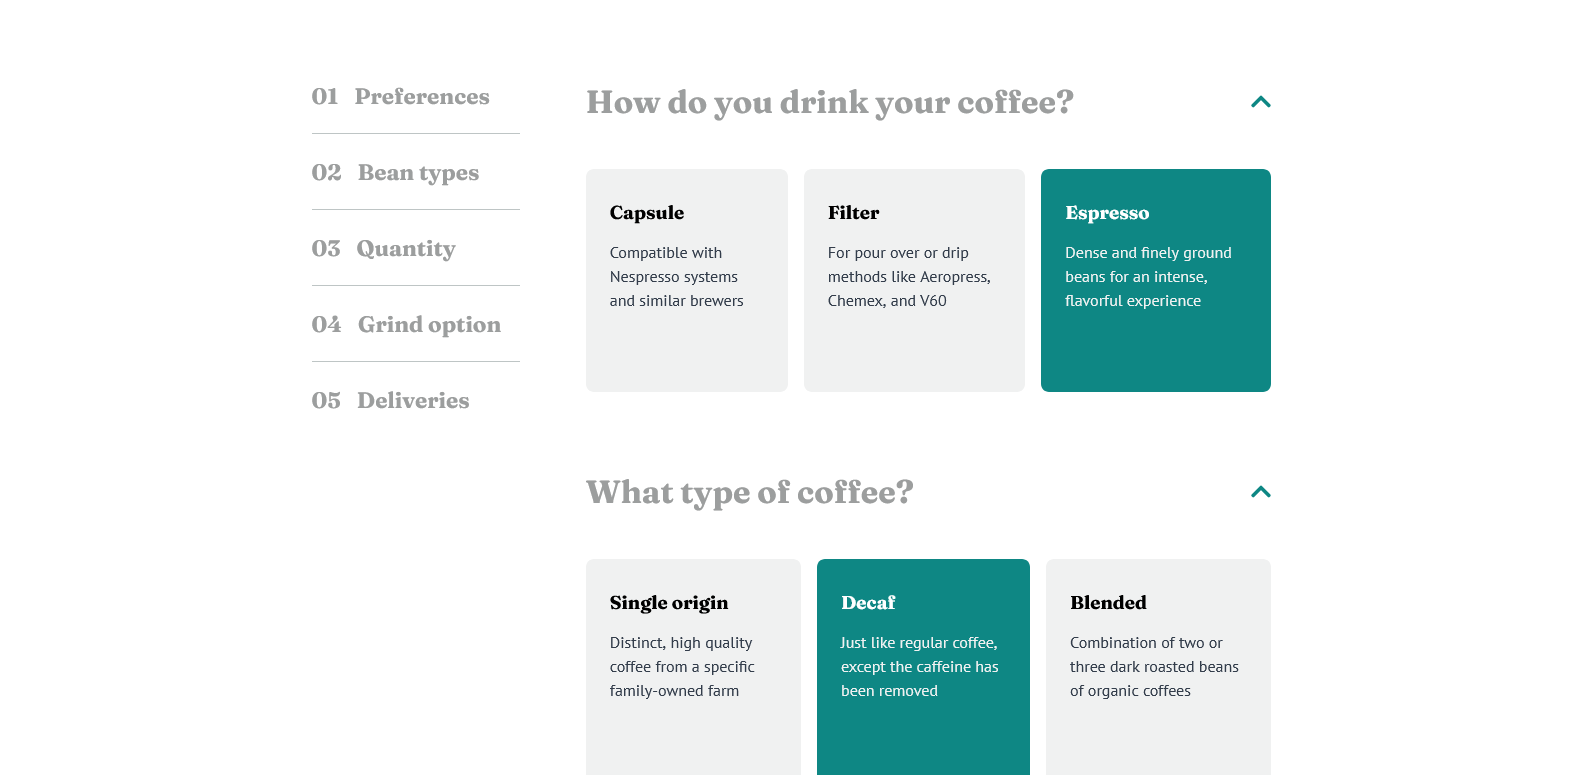 01 Preferences
02 Bean types
03 Quantity
04 Grind option
05 Deliveries
How do you drink your coffee?
Capsule
Compatible with
Nespresso systems
and similar brewers
Filter
For pour over or drip
methods like Aeropress,
Chemex, and V60
Espresso
Dense and finely ground
beans for an intense,
flavorful experience
What type of coffee?
Single origin
Distinct, high quality
coffee from a specific
family-owned farm
Decaf
Just like regular coffee,
except the caffeine has
been removed
Blended
Combination of two or
three dark roasted beans
of organic coffees